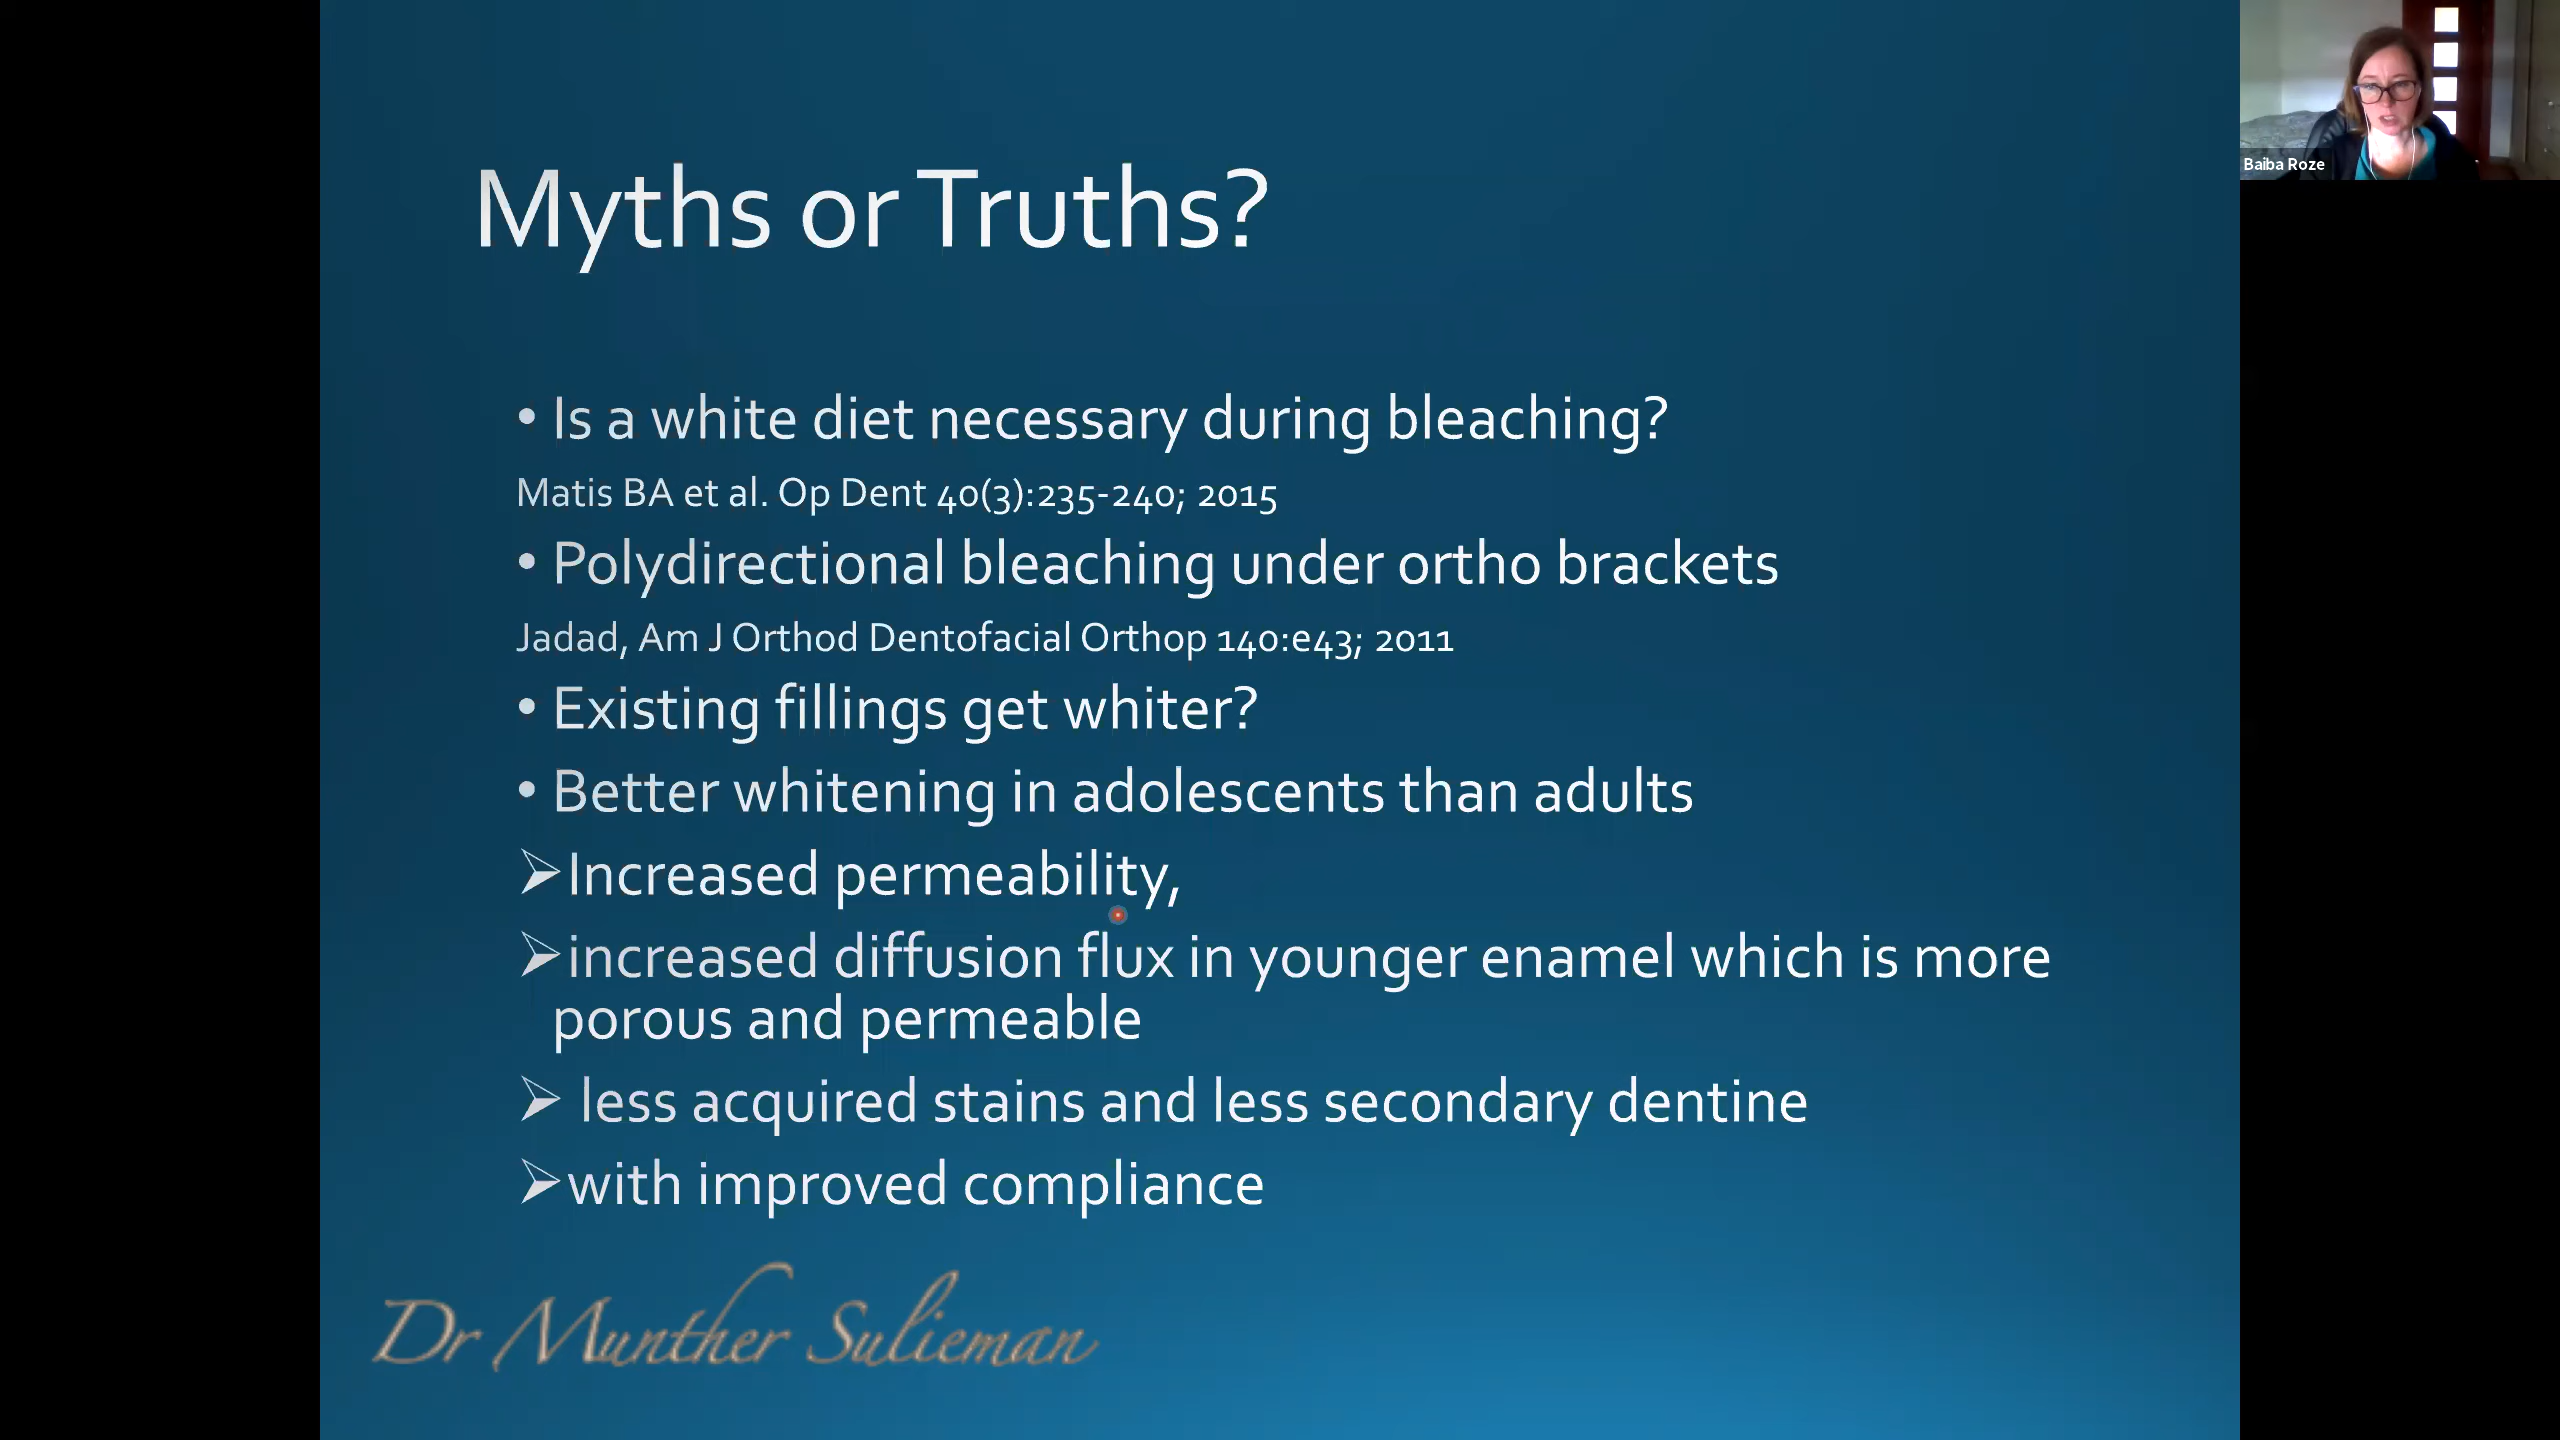 Myths or Truths?
• Is a white diet necessary during bleaching?
Matis BA et al. Op Dent 40(3):235-240; 2015
• Polydirectional bleaching under ortho brackets
Jadad, Am J Orthod Dentofacial Orthop 140:e43; 2011
• Existing fillings get whiter?
• Better whitening in adolescents than adults
➢Increased permeability,
➢increased diffusion flux in younger enamel which is more
porous and permeable
➢ less acquired stains and less secondary dentine
➢with improved compliance
Dr Munther Sulieman
Baiba Roze